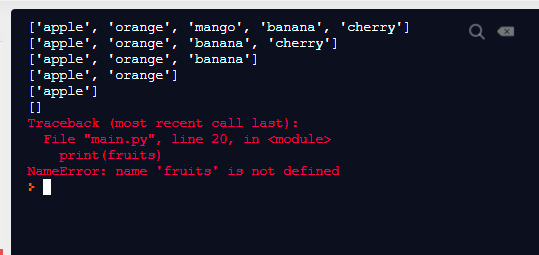 ['apple', 'orange', 'mango', 'banana', 'cherry']
['apple', 'orange', 'banana', 'cherry']
['apple', 'orange', 'banana']
['apple', 'orange']
['apple']
[]
Traceback (most recent call last):
  File "main.py", line 20, in <module>
    print(fruits)
NameError: name 'fruits' is not defined
>